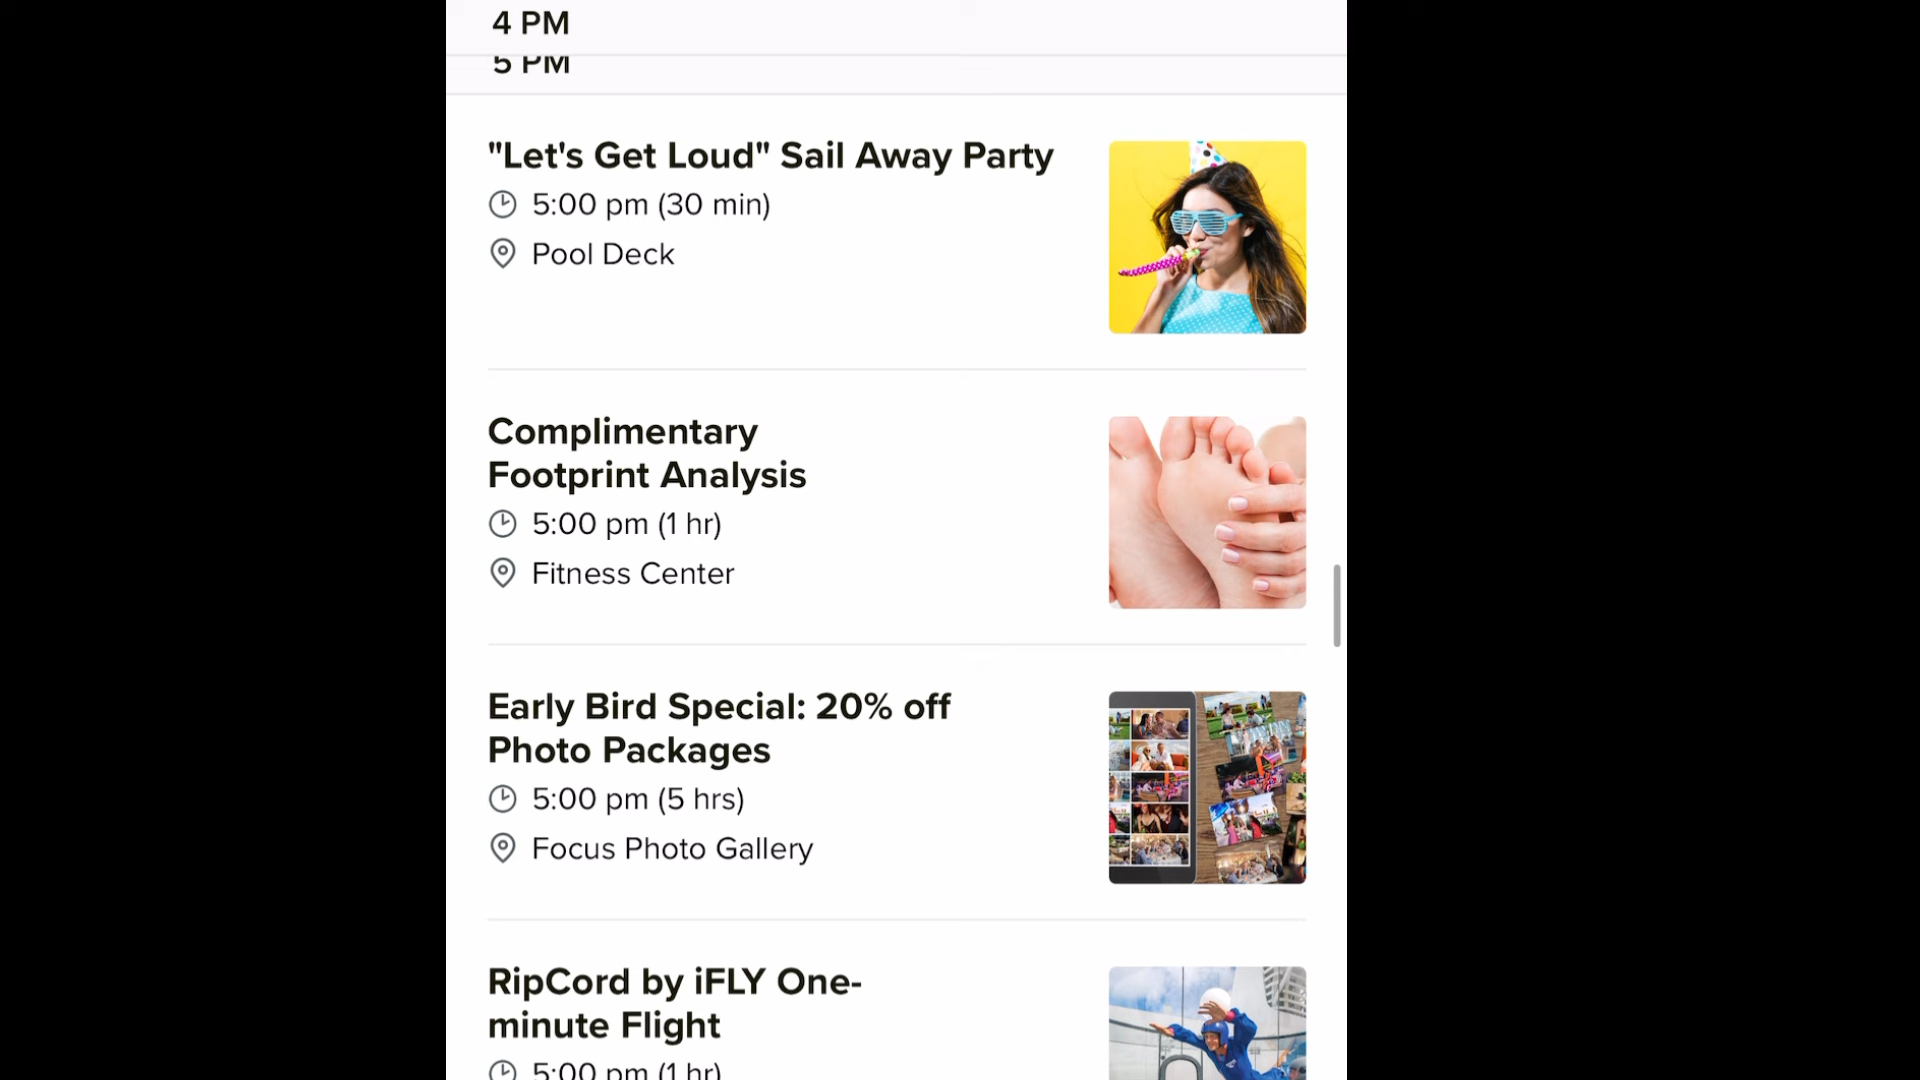 4 PM
5 PM
"Let's Get Loud" Sail Away Party
5:00 pm (30 min)
Pool Deck
Complimentary
Footprint Analysis
5:00 pm (1 hr)
Fitness Center
Early Bird Special: 20% off
Photo Packages
5:00 pm (5 hrs)
Focus Photo Gallery
RipCord by iFLY One-
minute Flight
5:00 pm (1 hr)